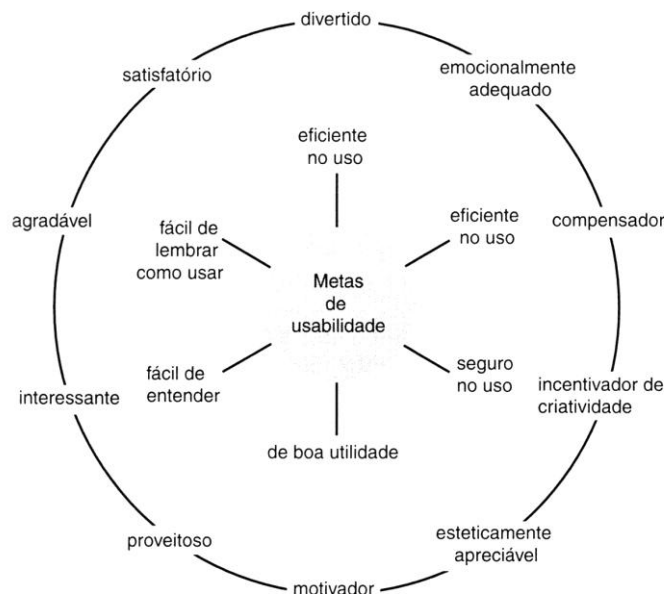 divertido
satisfatório
emocionalmente
adequado
eficiente
no uso
agradável
fácil de
lembrar
como usar
eficiente
no uso
compensador
Metas
de
usabilidade
interessante
fácil de
entender
seguro
no uso
incentivador de
criatividade
de boa utilidade
proveitoso
esteticamente
apreciável
motivador